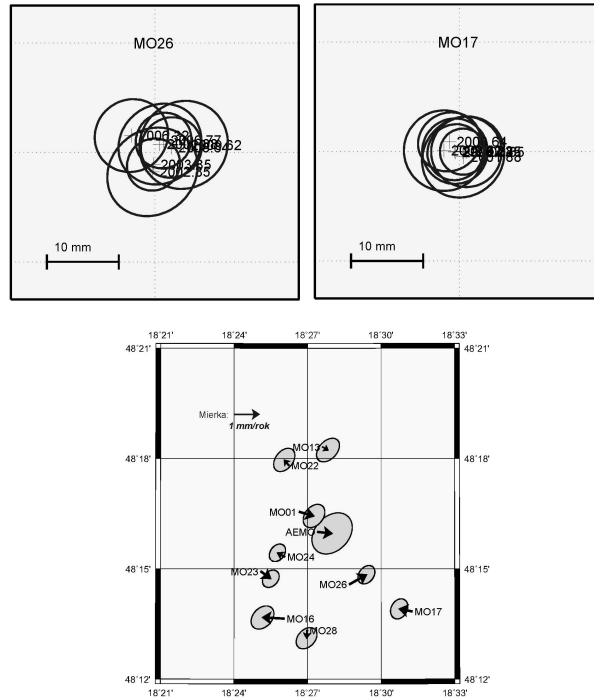 MO26
2006.32
2003.35
2002.35
10 mm
MO17
10 mm
18˚21' 18˚24' 18˚27' 18˚30' 18˚33'
48˚21' 48˚21'
Mierka:
1 mm/rok
MO13
48˚18' 48˚18'
MO22
MO01
AEMO
MO24
48˚15' MO23 48˚15'
MO26
MO17
MO16
MO28
48˚12' 48˚12'
18˚21' 18˚24' 18˚27' 18˚30' 18˚33'